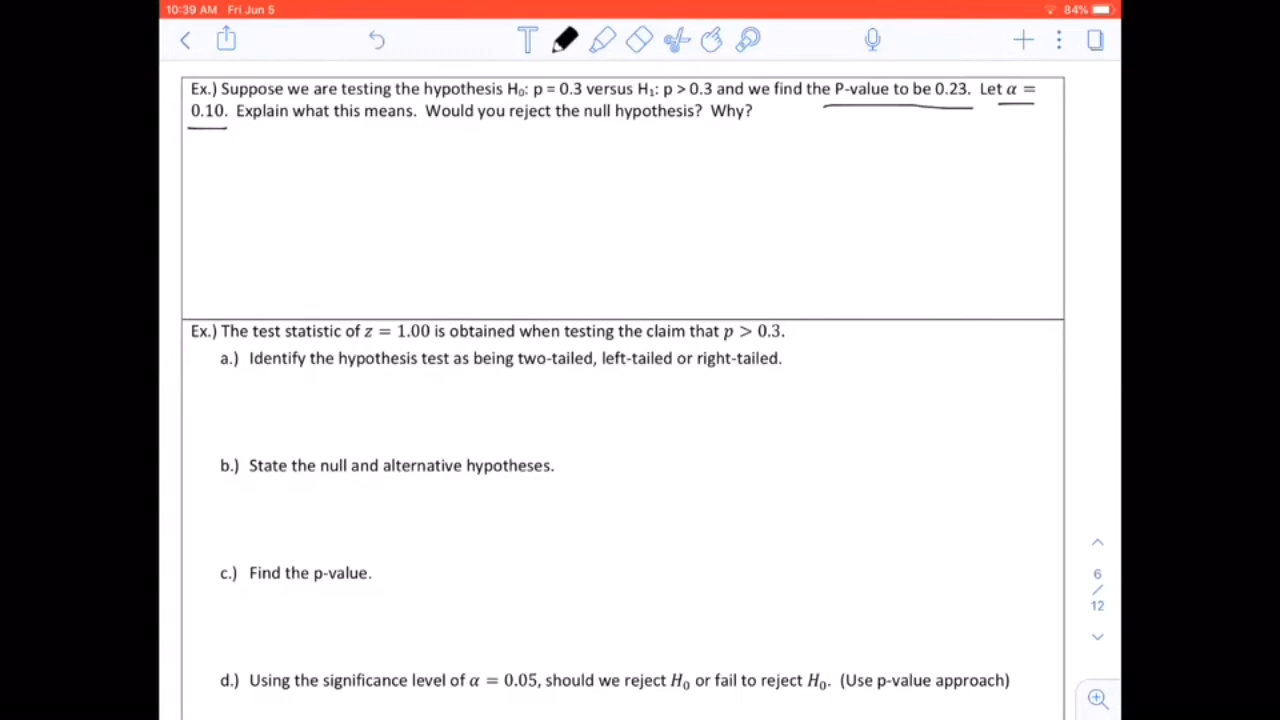 10:39 AM Fri Jun 5
84%
Ex.) Suppose we are testing the hypothesis H₀: p = 0.3 versus H₁: p > 0.3 and we find the P-value to be 0.23. Let α =
0.10. Explain what this means. Would you reject the null hypothesis? Why?
Ex.) The test statistic of z = 1.00 is obtained when testing the claim that p > 0.3.
a.) Identify the hypothesis test as being two-tailed, left-tailed or right-tailed.
b.) State the null and alternative hypotheses.
c.) Find the p-value.
6
/
12
d.) Using the significance level of α = 0.05, should we reject H₀ or fail to reject H₀. (Use p-value approach)